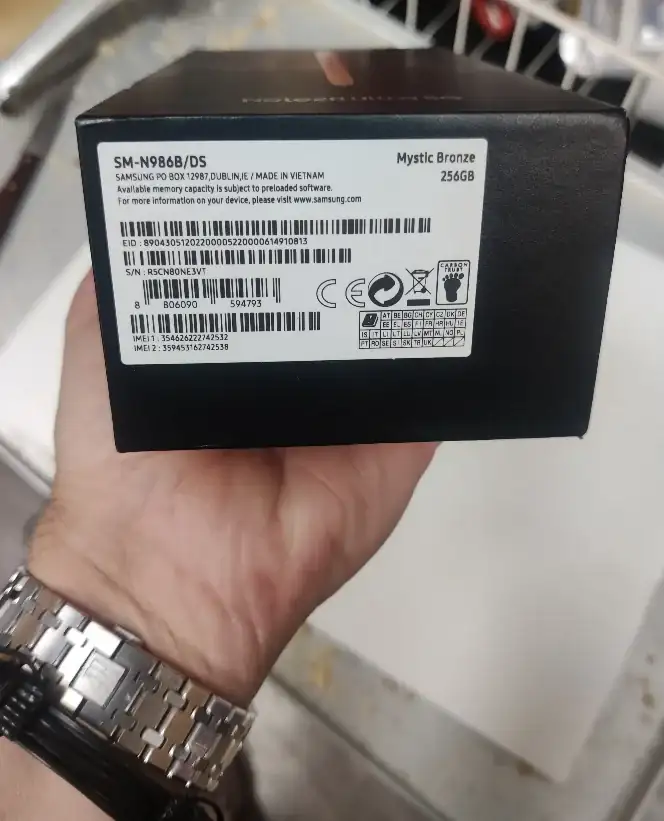 Note20 Ultra 5G
SM-N986B/DS
Mystic Bronze
256GB
SAMSUNG PO BOX 12987,DUBLIN,IE / MADE IN VIETNAM
Available memory capacity is subject to preloaded software.
For more information on your device, please visit www.samsung.com
EID : 89043051202200005220000614910813
S/N : R5CN80NE3VT
8 806090 594793
CE
CARBON
TRUST
IMEI 1 : 354626222742532
IMEI 2 : 359453162742538
AT BE BG CH CY CZ UK DE
EE EL ES FI FR HR HU IE
IS IT LI LT LU LV MT NO PL
PT RO SE SI SK TR UK